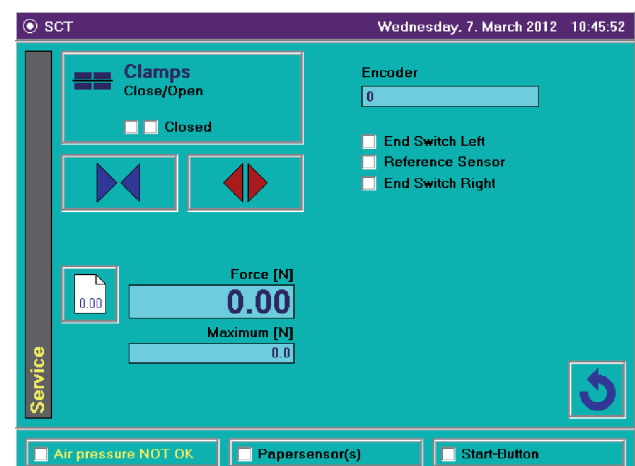 SCT
Wednesday, 7. March 2012 10:45:52
Clamps
Close/Open
Closed
Encoder
0
End Switch Left
Reference Sensor
End Switch Right
Force [N]
0.00
0.00
Maximum [N]
0.0
Service
Air pressure NOT OK
Papersensor(s)
Start-Button